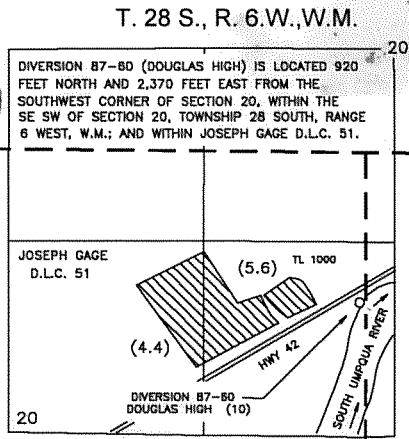 T. 28 S., R. 6.W.,W.M.
20
DIVERSION 87-60 (DOUGLAS HIGH) IS LOCATED 920
FEET NORTH AND 2,370 FEET EAST FROM THE
SOUTHWEST CORNER OF SECTION 20, WITHIN THE
SE SW OF SECTION 20, TOWNSHIP 28 SOUTH, RANGE
6 WEST, W.M.; AND WITHIN JOSEPH GAGE D.L.C. 51.
JOSEPH GAGE
D.L.C. 51
(5.6)
TL 1000
(4.4)
HWY 42
SOUTH UMPQUA RIVER
DIVERSION 87-60
DOUGLAS HIGH (10)
20